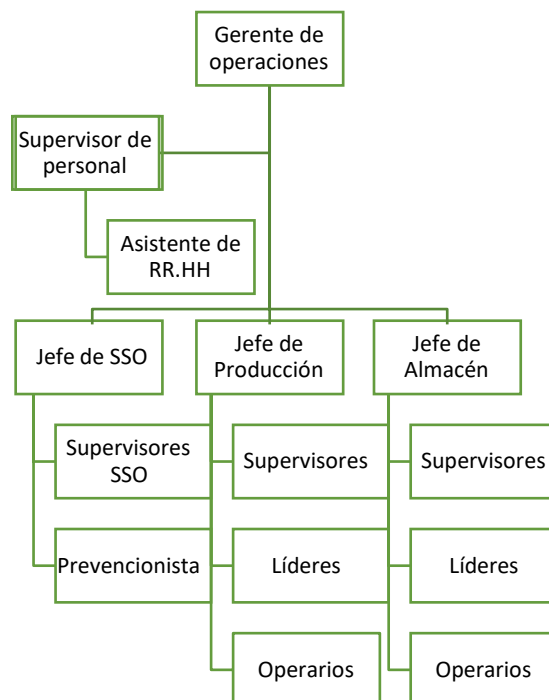 Gerente de
operaciones
Supervisor de
personal
Asistente de
RR.HH
Jefe de SSO
Jefe de
Producción
Jefe de
Almacén
Supervisores
SSO
Supervisores
Supervisores
Prevencionista
Líderes
Líderes
Operarios
Operarios